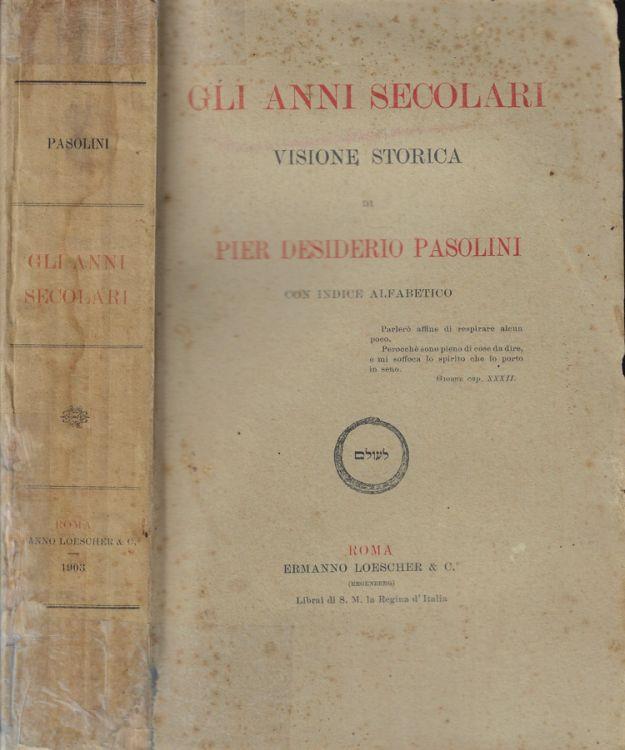 PASOLINI
GLI ANNI
SECOLARI
ROMA
ANNO LOESCHER & C.
1903
GLI ANNI SECOLARI
VISIONE STORICA
DI
PIER DESIDERIO PASOLINI
CON INDICE ALFABETICO
Parlerò affine di respirare alcun
poco.
Perocchè sono pieno di cose da dire,
e mi soffoca lo spirito che io porto
in seno.
Giobbe cap. XXXII.
לעולם
ROMA
ERMANNO LOESCHER & C.°
(REGENBERG)
Librai di S. M. la Regina d'Italia